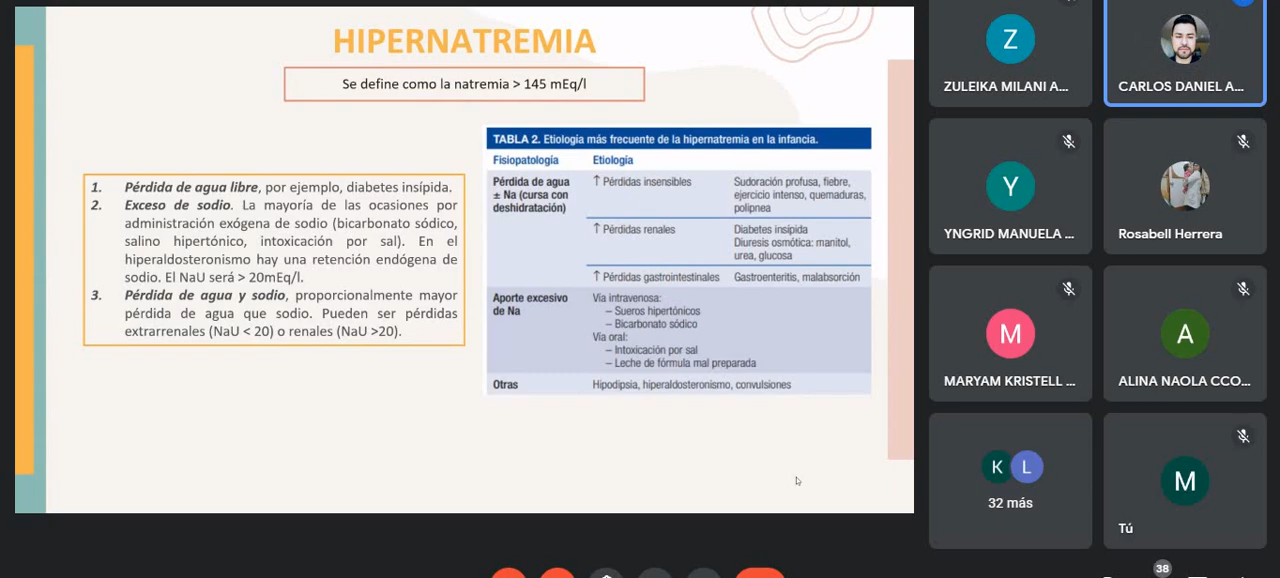 HIPERNATREMIA
Se define como la natremia > 145 mEq/l
1. Pérdida de agua libre, por ejemplo, diabetes insípida.
2. Exceso de sodio. La mayoría de las ocasiones por
administración exógena de sodio (bicarbonato sódico,
salino hipertónico, intoxicación por sal). En el
hiperaldosteronismo hay una retención endógena de
sodio. El NaU será > 20mEq/l.
3. Pérdida de agua y sodio, proporcionalmente mayor
pérdida de agua que sodio. Pueden ser pérdidas
extrarrenales (NaU < 20) o renales (NaU >20).
TABLA 2. Etiología más frecuente de la hipernatremia en la infancia.
Fisiopatología Etiología
Pérdida de agua ↑ Pérdidas insensibles Sudoración profusa, fiebre,
± Na (cursa con ejercicio intenso, quemaduras,
deshidratación) polipnea
↑ Pérdidas renales Diabetes insípida
Diuresis osmótica: manitol,
urea, glucosa
↑ Pérdidas gastrointestinales Gastroenteritis, malabsorción
Aporte excesivo Vía intravenosa:
de Na – Sueros hipertónicos
– Bicarbonato sódico
Vía oral:
– Intoxicación por sal
– Leche de fórmula mal preparada
Otras Hipodipsia, hiperaldosteronismo, convulsiones
Z
ZULEIKA MILANI A...
CARLOS DANIEL A...
Y
YNGRID MANUELA ...
Rosabell Herrera
M
MARYAM KRISTELL ...
A
ALINA NAOLA CCO...
K L
32 más
M
Tú
38